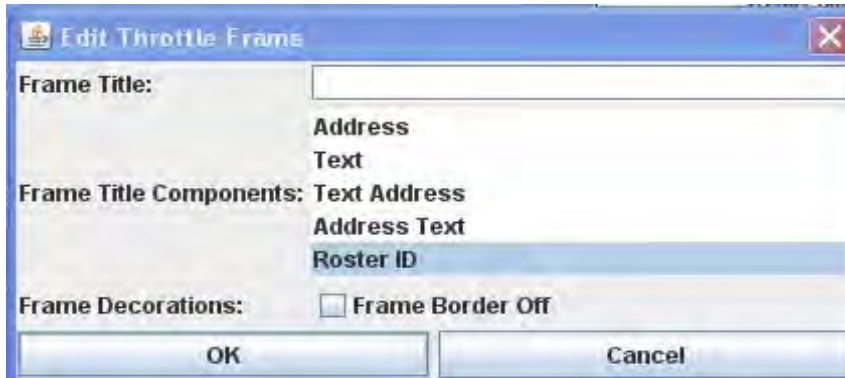 Edit Throttle Frame
Frame Title:
Address
Text
Frame Title Components: Text Address
Address Text
Roster ID
Frame Decorations: Frame Border Off
OK Cancel